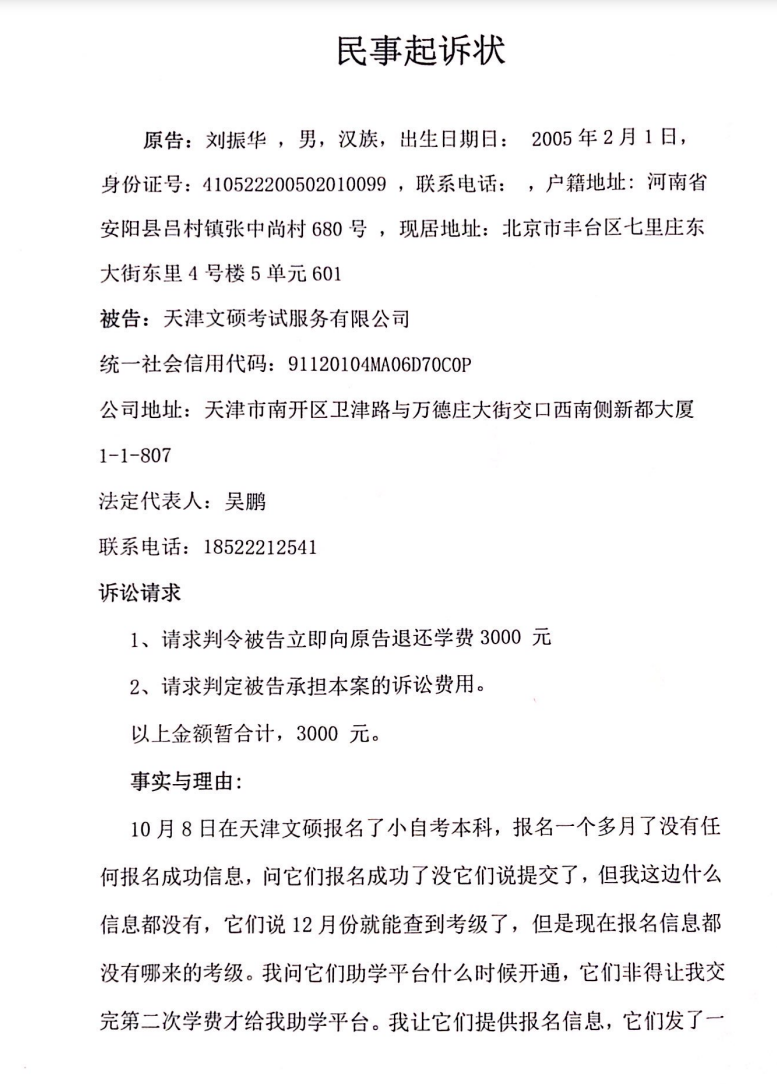 民事起诉状
原告：刘振华 ，男，汉族，出生日期日： 2005 年 2 月 1 日，
身份证号：410522200502010099 ，联系电话： ，户籍地址： 河南省
安阳县吕村镇张中尚村 680 号 ，现居地址：北京市丰台区七里庄东
大街东里 4 号楼 5 单元 601
被告：天津文硕考试服务有限公司
统一社会信用代码：91120104MA06D70C0P
公司地址：天津市南开区卫津路与万德庄大街交口西南侧新都大厦
1-1-807
法定代表人：吴鹏
联系电话：18522212541
诉讼请求
1、请求判令被告立即向原告退还学费 3000 元
2、请求判定被告承担本案的诉讼费用。
以上金额暂合计，3000 元。
事实与理由：
10 月 8 日在天津文硕报名了小自考本科，报名一个多月了没有任
何报名成功信息，问它们报名成功了没它们说提交了，但我这边什么
信息都没有，它们说 12 月份就能查到考级了，但是现在报名信息都
没有哪来的考级。我问它们助学平台什么时候开通，它们非得让我交
完第二次学费才给我助学平台。我让它们提供报名信息，它们发了一